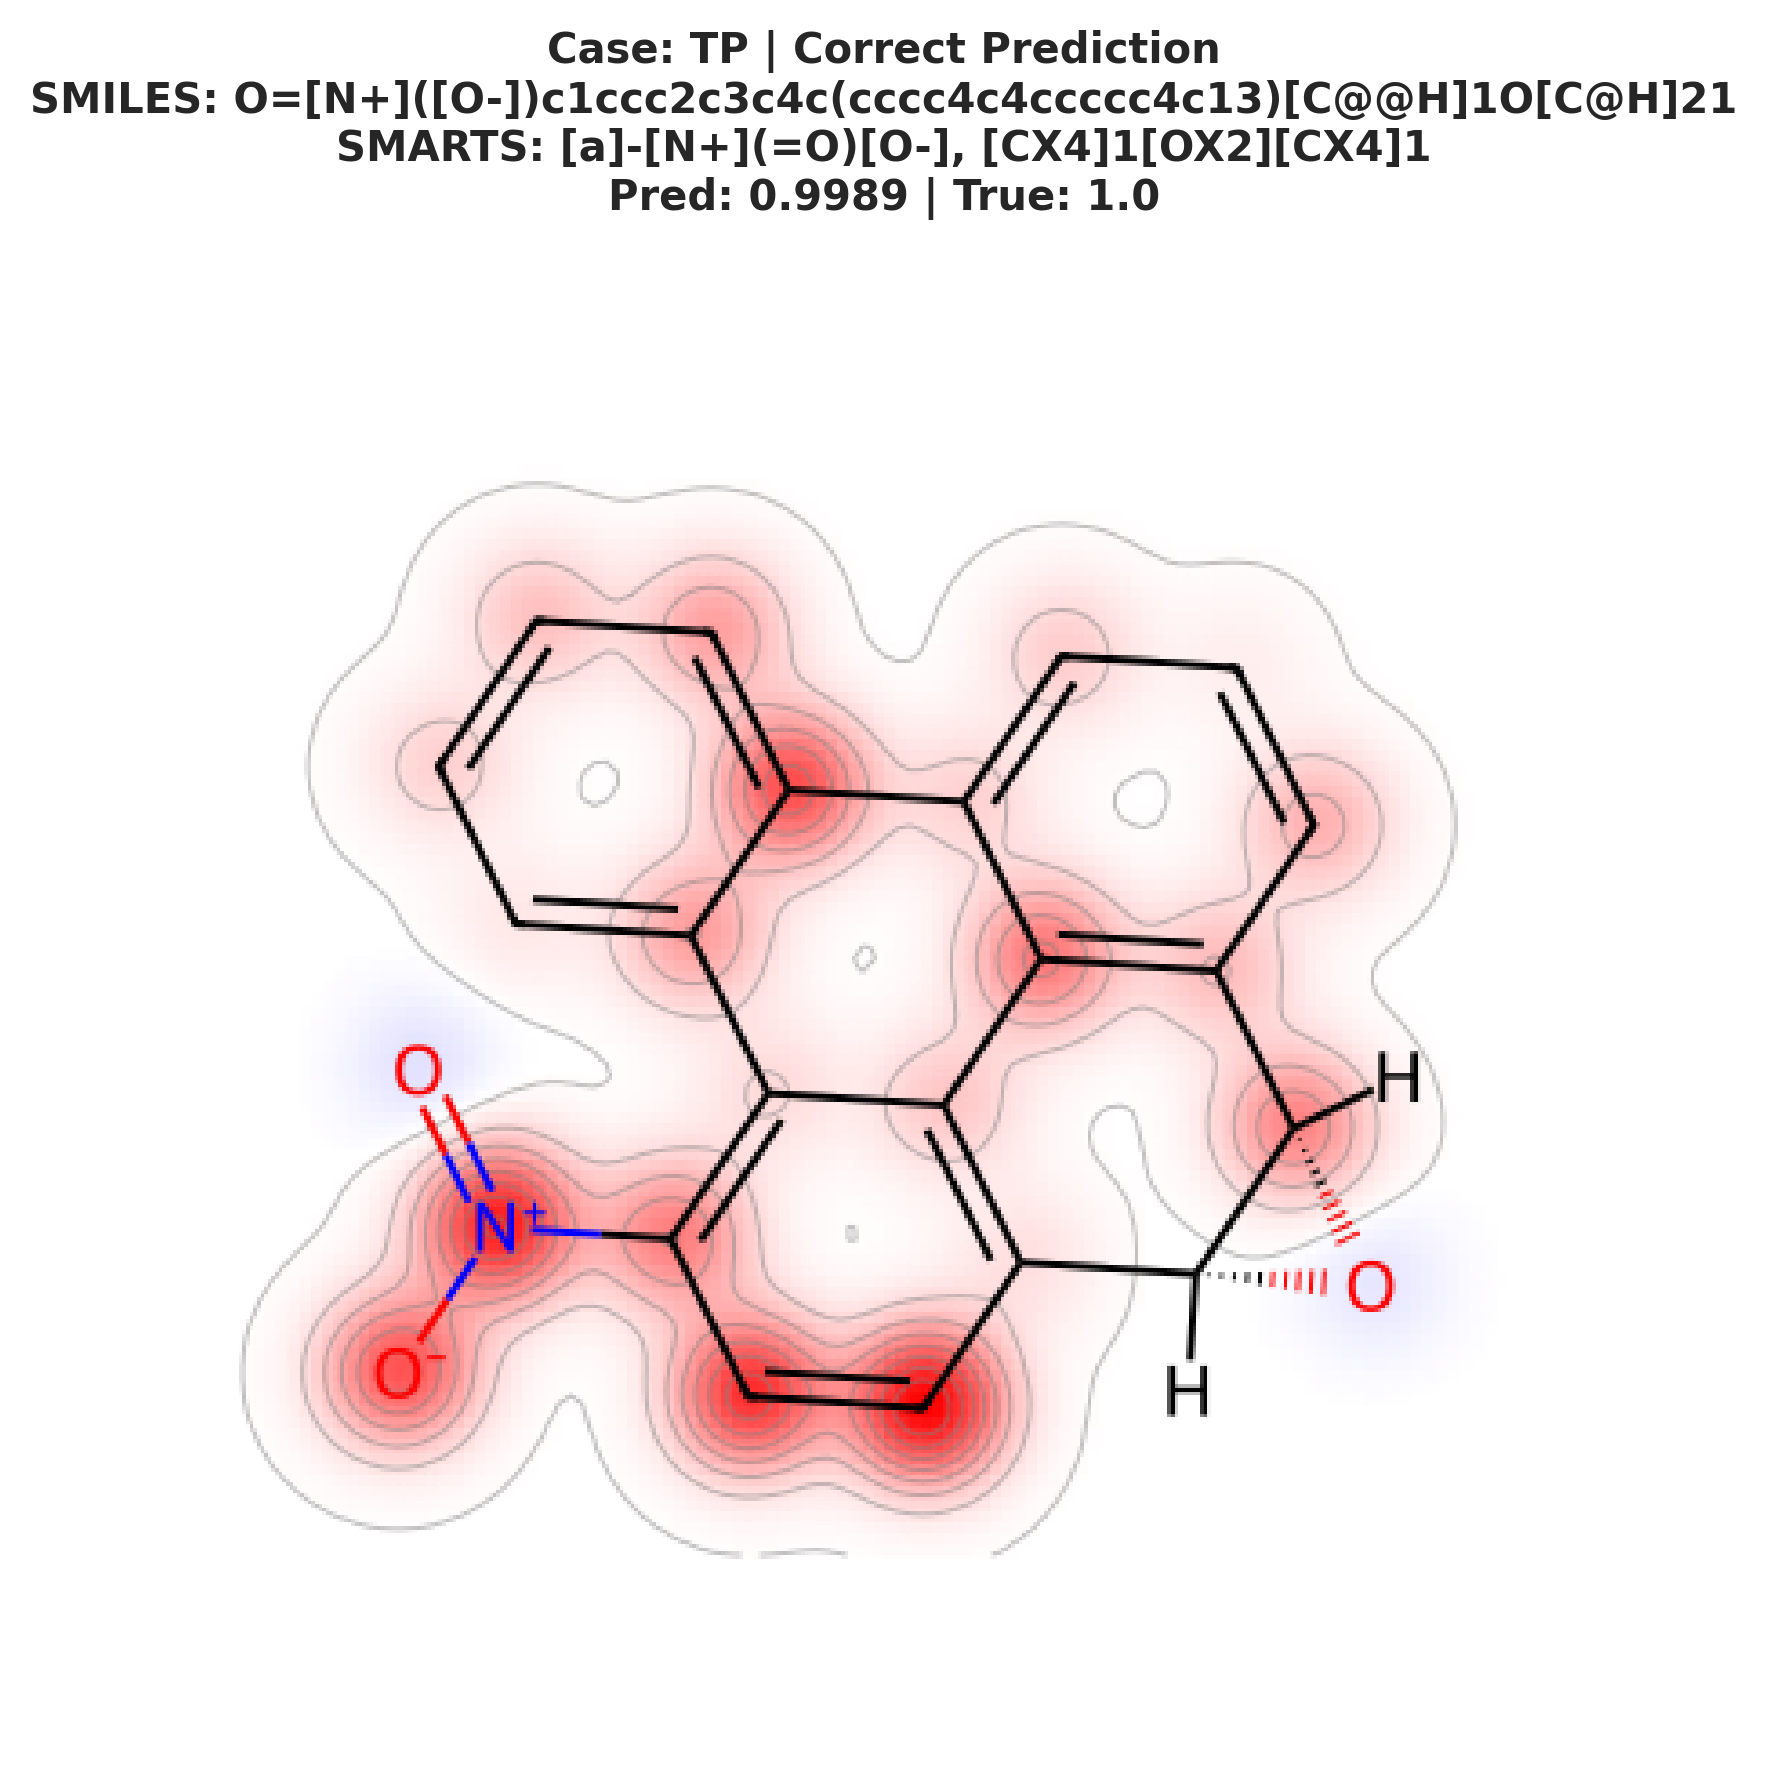 Case: TP | Correct Prediction
SMILES: O=[N+]([O-])c1ccc2c3c4c(cccc4c4ccccc4c13)[C@@H]1O[C@H]21
SMARTS: [a]-[N+](=O)[O-], [CX4]1[OX2][CX4]1
Pred: 0.9989 | True: 1.0
O
H
N+
O
O-
H